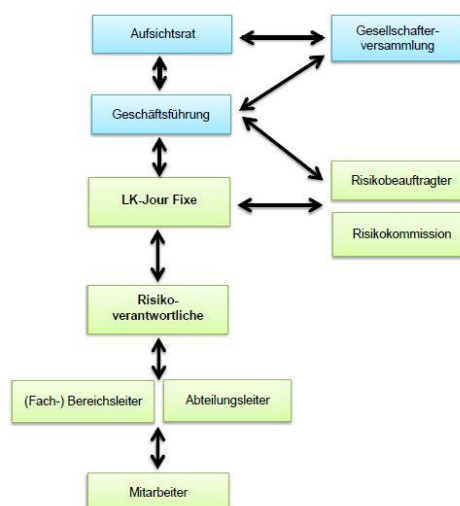 Aufsichtsrat
Gesellschafter-
versammlung
Geschäftsführung
Risikobeauftragter
LK-Jour Fixe
Risikokommission
Risiko-
verantwortliche
(Fach-) Bereichsleiter
Abteilungsleiter
Mitarbeiter